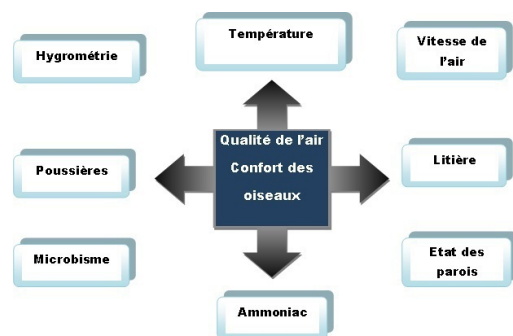 Température
Hygrométrie
Vitesse de
l'air
Qualité de l'air
Confort des
oiseaux
Poussières
Litière
Microbisme
Etat des
parois
Ammoniac